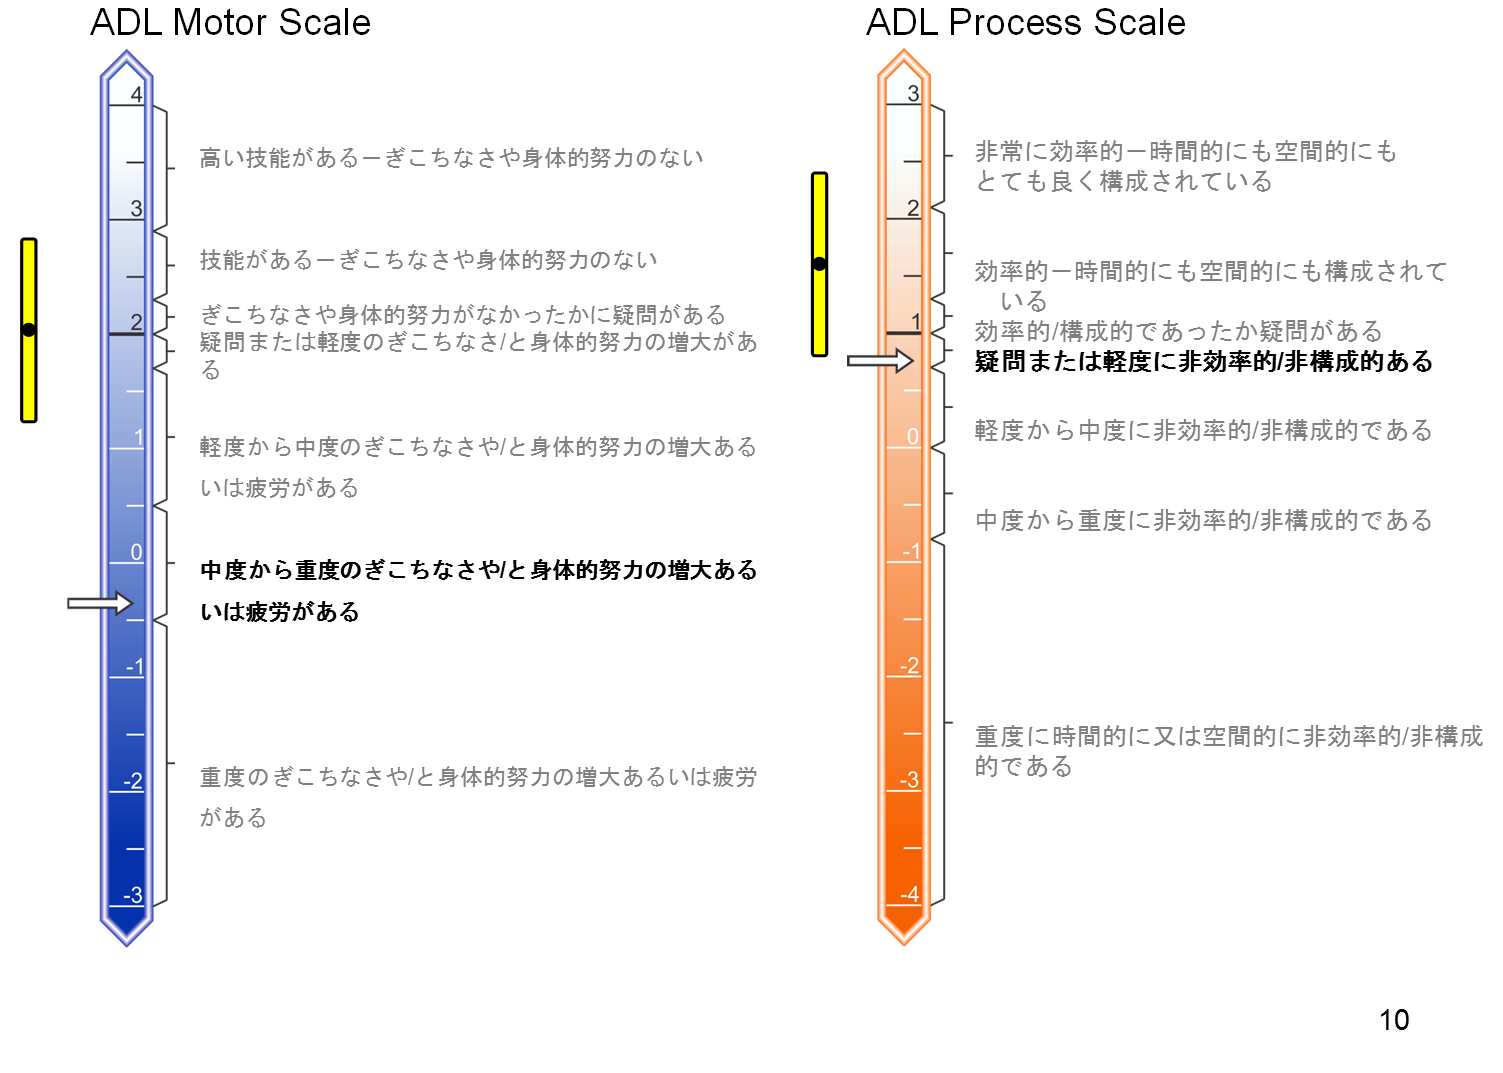 ADL Motor Scale
4
3
2
1
0
-1
-2
-3
高い技能があるーぎこちなさや身体的努力のない
技能があるーぎこちなさや身体的努力のない
ぎこちなさや身体的努力がなかったかに疑問がある
疑問または軽度のぎこちなさ/と身体的努力の増大があ
る
軽度から中度のぎこちなさや/と身体的努力の増大ある
いは疲労がある
中度から重度のぎこちなさや/と身体的努力の増大ある
いは疲労がある
重度のぎこちなさや/と身体的努力の増大あるいは疲労
がある
ADL Process Scale
3
2
1
0
-1
-2
-3
-4
非常に効率的ー時間的にも空間的にも
とても良く構成されている
効率的ー時間的にも空間的にも構成されて
いる
効率的/構成的であったか疑問がある
疑問または軽度に非効率的/非構成的ある
軽度から中度に非効率的/非構成的である
中度から重度に非効率的/非構成的である
重度に時間的に又は空間的に非効率的/非構成
的である
10